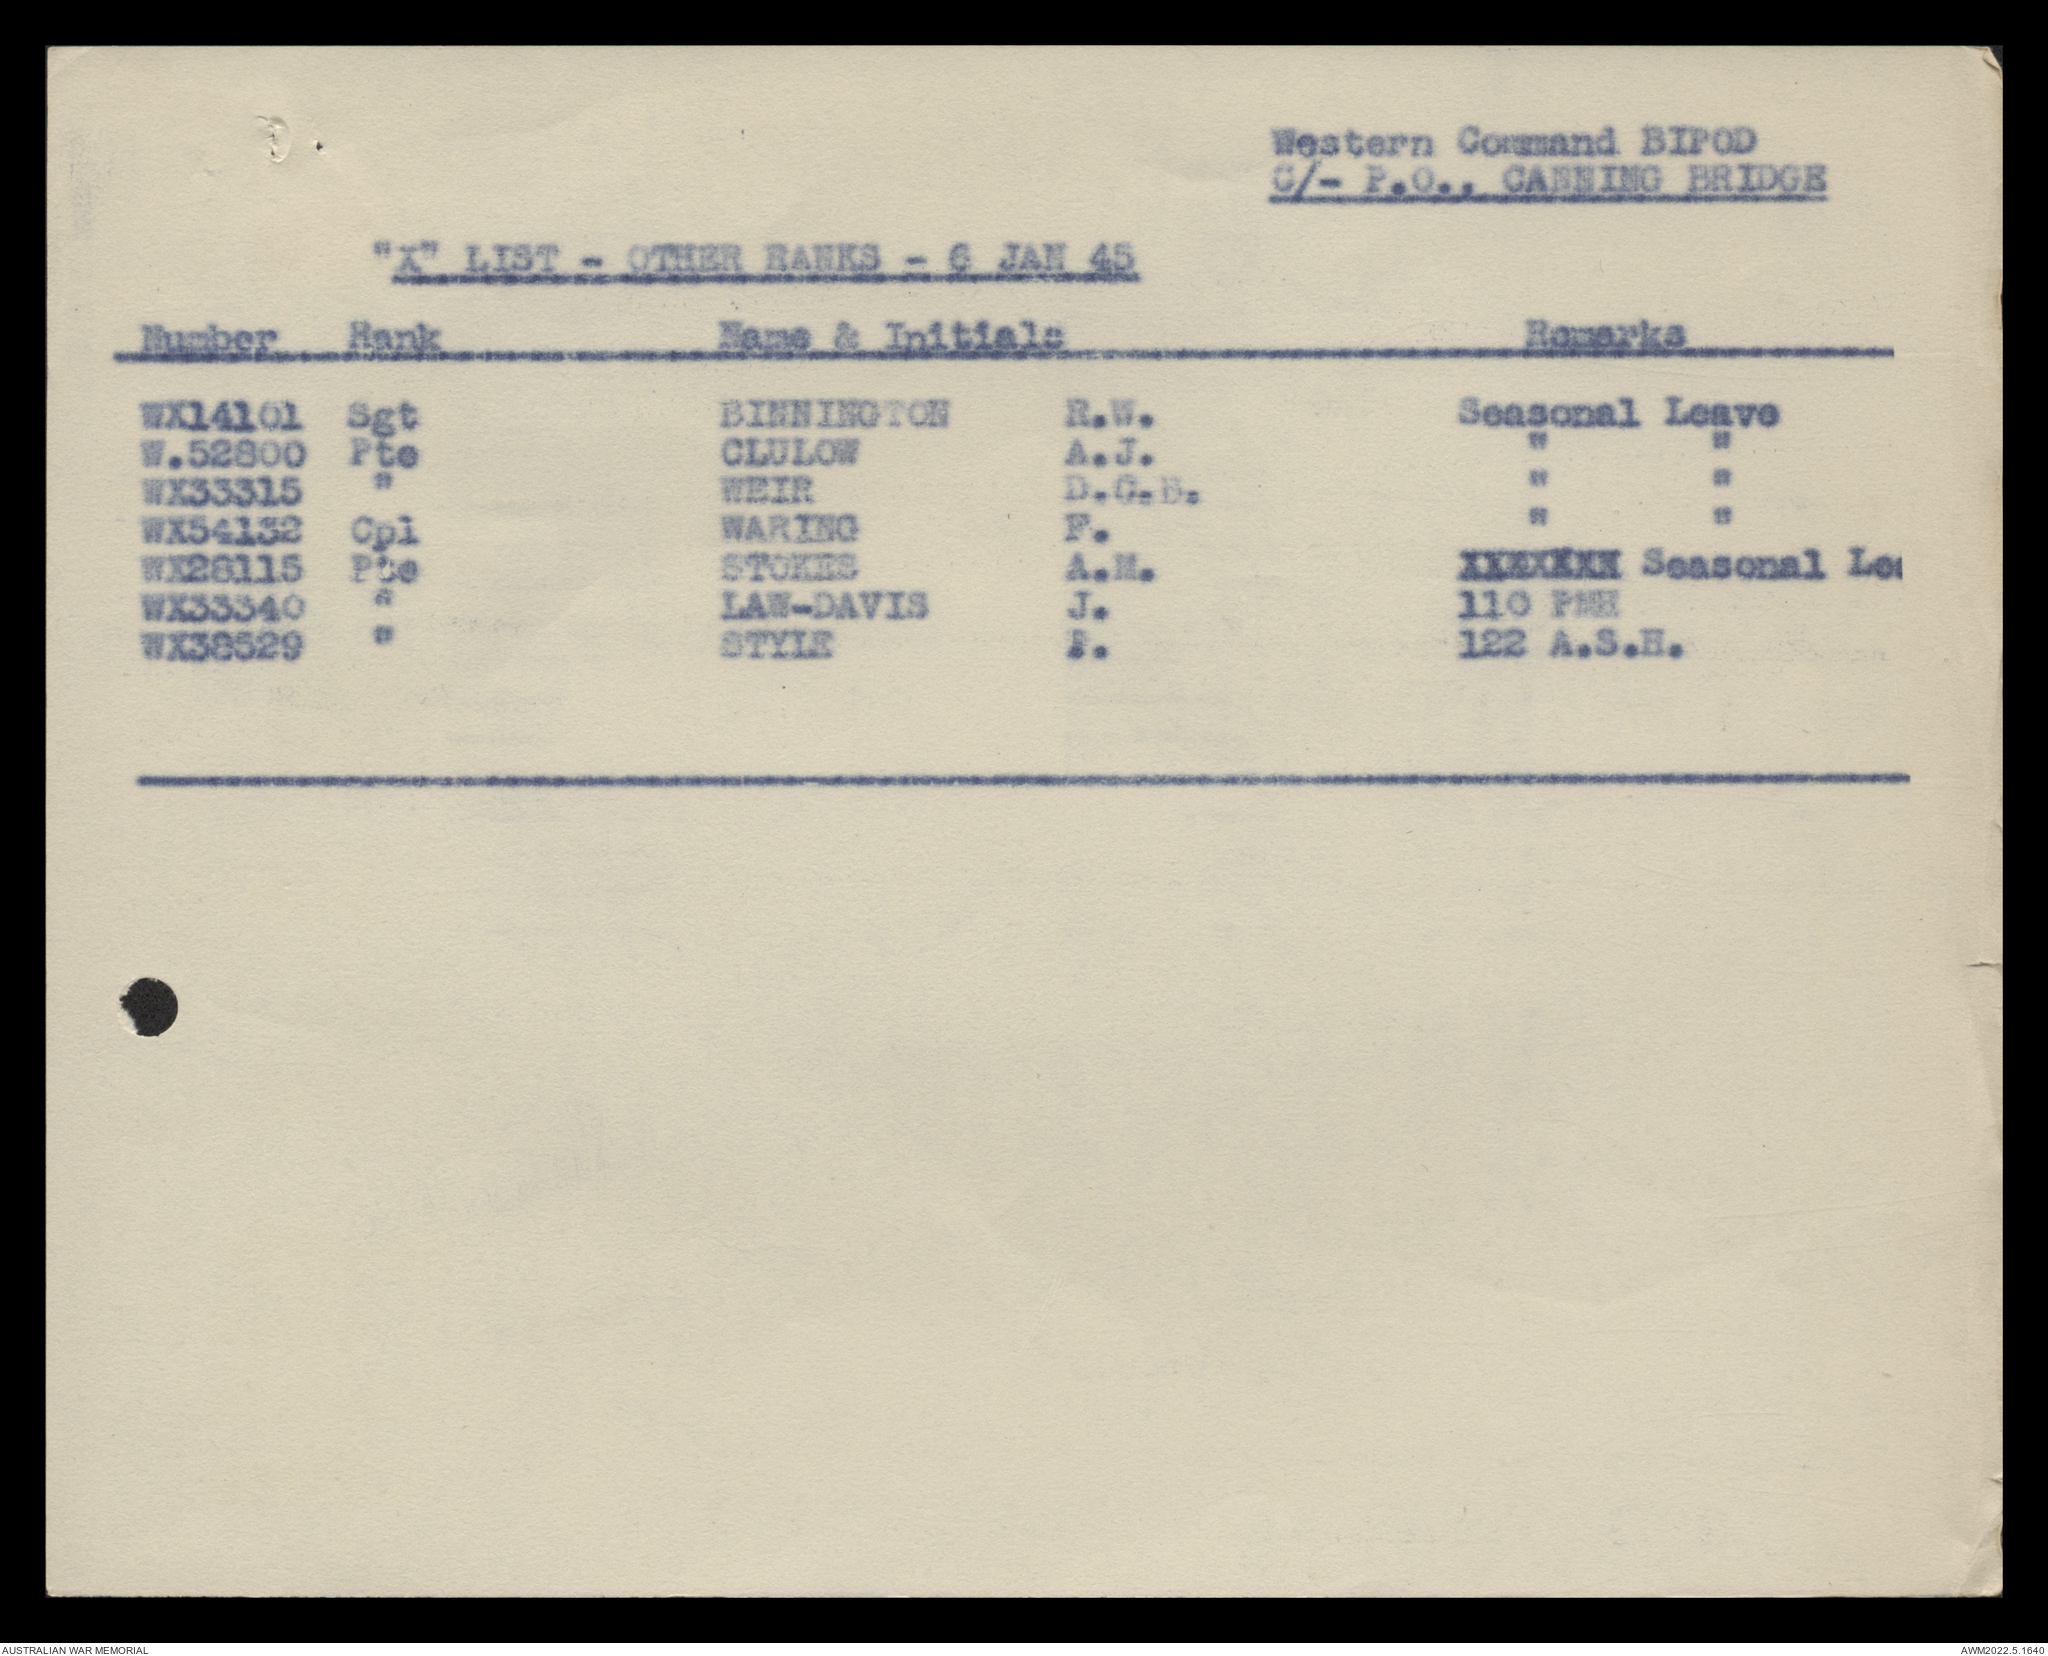 Western Command BIPOD
C/- P.O., CANNING BRIDGE
"X" LIST - OTHER RANKS - 6 JAN 45
Number Rank Name & Initials Remarks
WX14101 Sgt BINNINGTON R.W. Seasonal Leave
W.52800 Pte CLULOW A.J. " "
WX33315 " WEIR D.G.B. " "
WX54132 Cpl WARING F. " "
WX28115 Pte STOKES A.M. XXXXXXX Seasonal Lea
WX33340 " LAW-DAVIS J. 110 PMH
WX38529 " STYLE P. 122 A.S.H.
AUSTRALIAN WAR MEMORIAL
AWM2022.5.1640